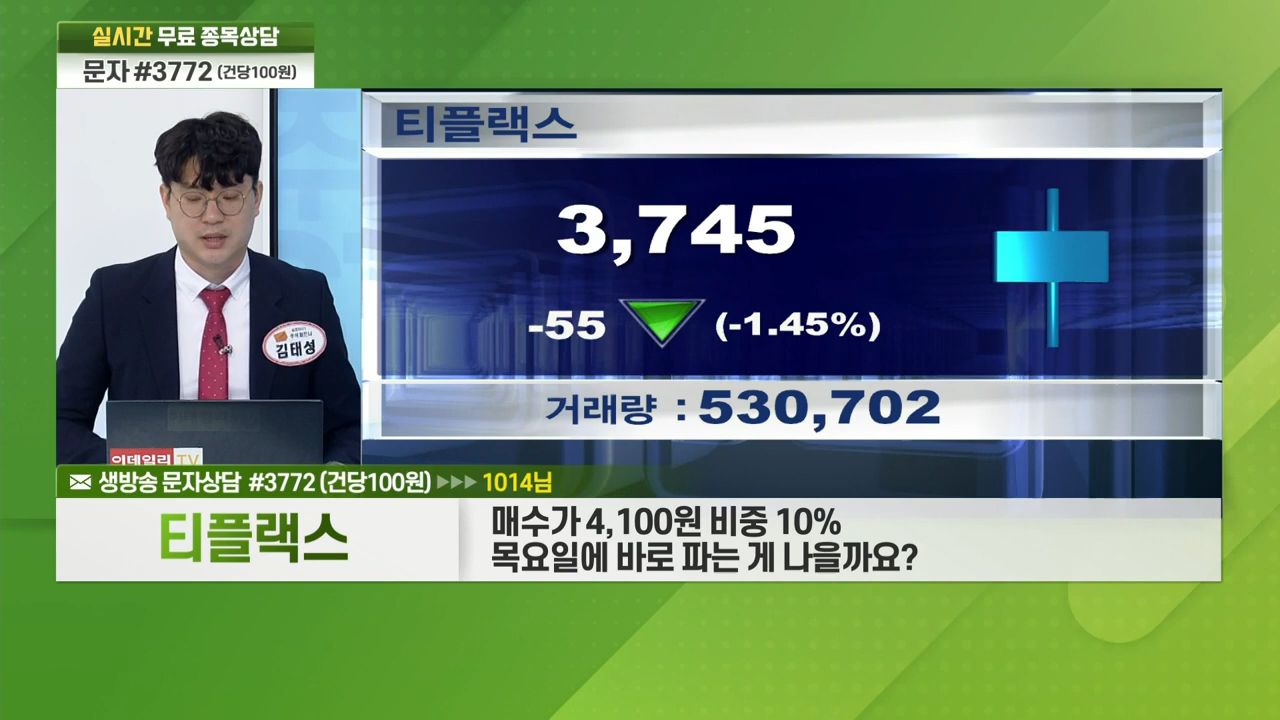 실시간 무료 종목상담
문자 #3772 (건당100원)
티플랙스
3,745
-55 (-1.45%)
거래량 : 530,702
김태성
이데일리 TV
생방송 문자상담 #3772 (건당100원) 1014님
티플랙스
매수가 4,100원 비중 10%
목요일에 바로 파는 게 나을까요?